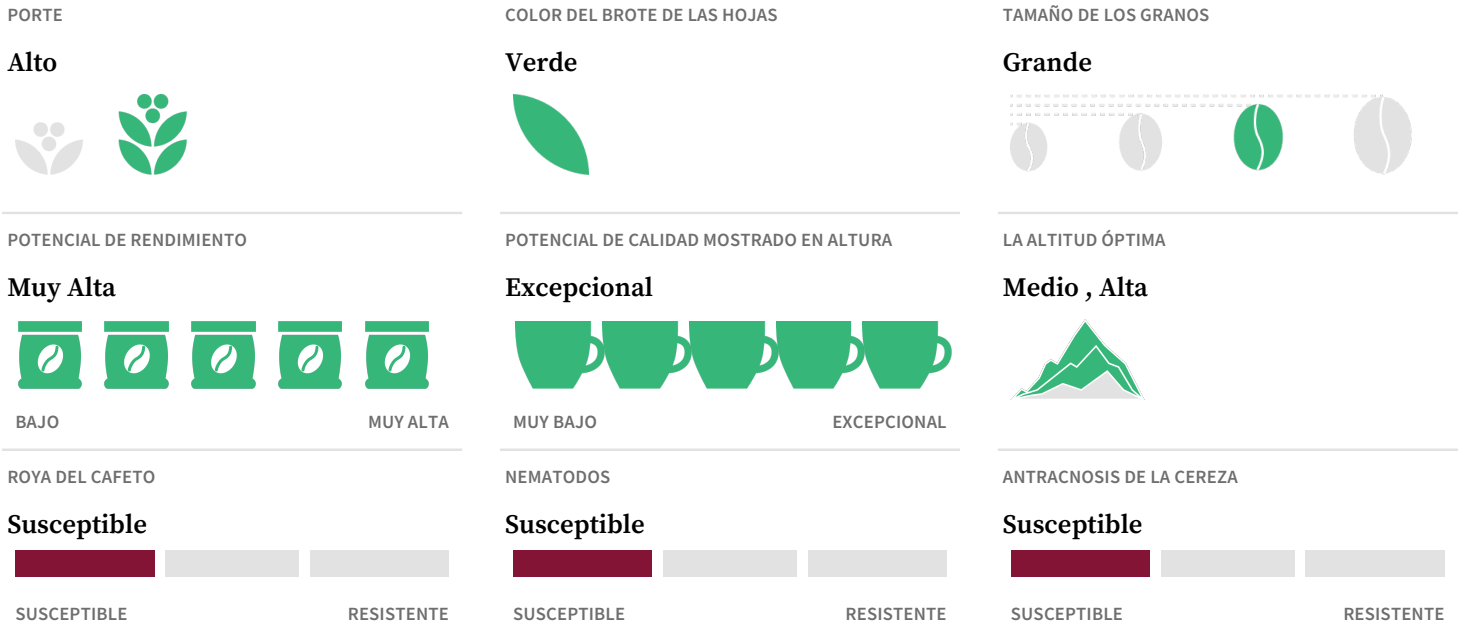 PORTE
Alto
COLOR DEL BROTE DE LAS HOJAS
Verde
TAMAÑO DE LOS GRANOS
Grande
POTENCIAL DE RENDIMIENTO
Muy Alta
BAJO
MUY ALTA
POTENCIAL DE CALIDAD MOSTRADO EN ALTURA
Excepcional
MUY BAJO
EXCEPCIONAL
LA ALTITUD ÓPTIMA
Medio , Alta
ROYA DEL CAFETO
Susceptible
SUSCEPTIBLE
RESISTENTE
NEMATODOS
Susceptible
SUSCEPTIBLE
RESISTENTE
ANTRACNOSIS DE LA CEREZA
Susceptible
SUSCEPTIBLE
RESISTENTE